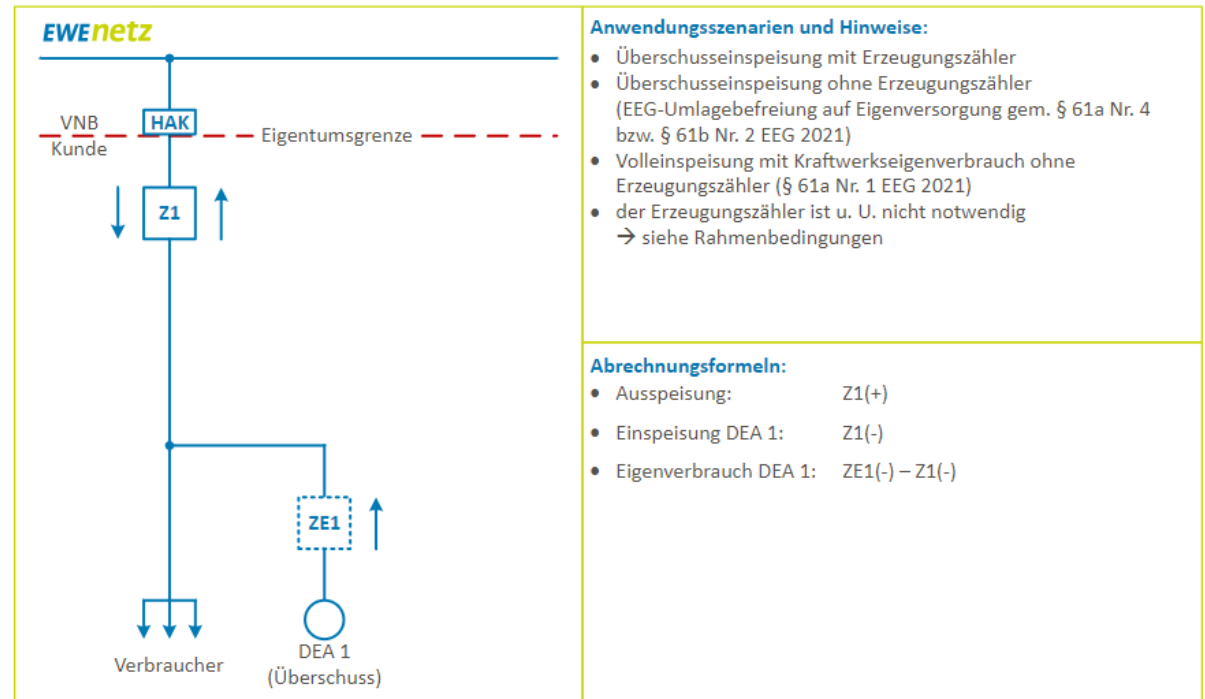 EWEnetz
VNB
Kunde
HAK
Eigentumsgrenze
Z1
ZE1
Verbraucher
DEA 1
(Überschuss)
Anwendungsszenarien und Hinweise:
• Überschusseinspeisung mit Erzeugungszähler
• Überschusseinspeisung ohne Erzeugungszähler
(EEG-Umlagebefreiung auf Eigenversorgung gem. § 61a Nr. 4
bzw. § 61b Nr. 2 EEG 2021)
• Volleinspeisung mit Kraftwerkseigenverbrauch ohne
Erzeugungszähler (§ 61a Nr. 1 EEG 2021)
• der Erzeugungszähler ist u. U. nicht notwendig
→ siehe Rahmenbedingungen
Abrechnungsformeln:
• Ausspeisung: Z1(+)
• Einspeisung DEA 1: Z1(-)
• Eigenverbrauch DEA 1: ZE1(-) – Z1(-)